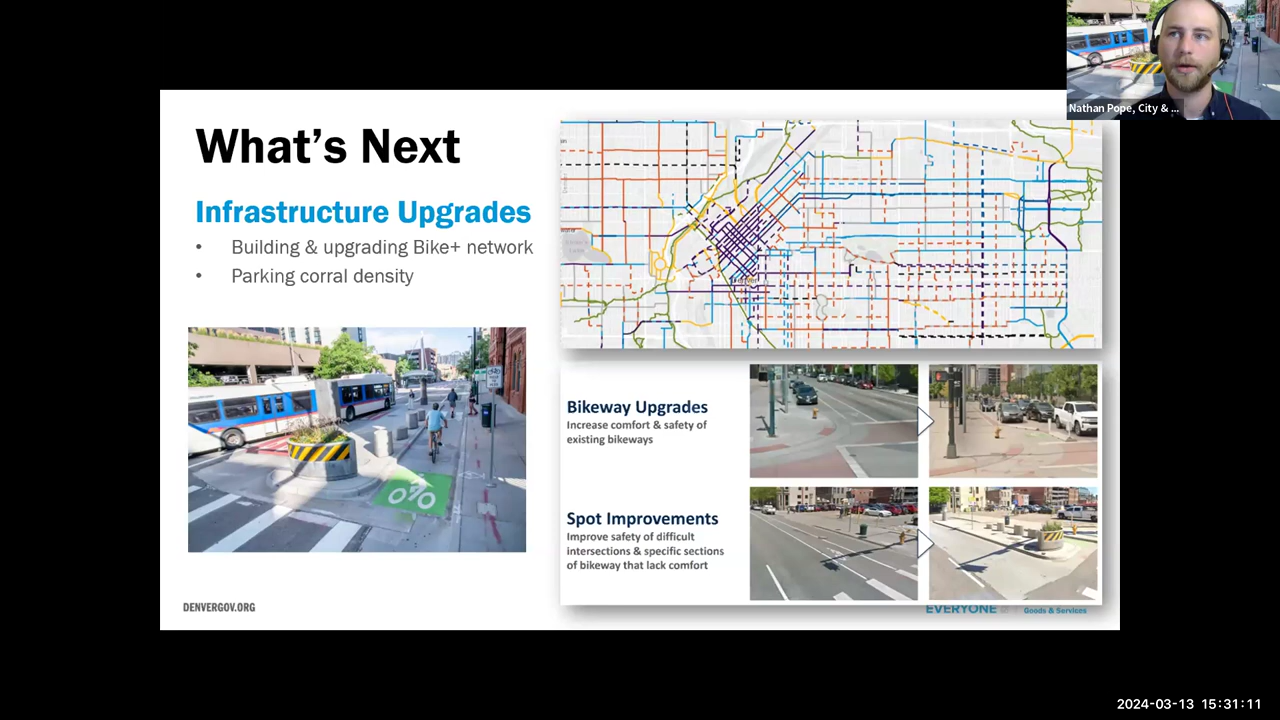 Nathan Pope, City & ...
What's Next
Infrastructure Upgrades
• Building & upgrading Bike+ network
• Parking corral density
Bikeway Upgrades
Increase comfort & safety of
existing bikeways
Spot Improvements
Improve safety of difficult
intersections & specific sections
of bikeway that lack comfort
DENVERGOV.ORG
EVERYONE
Goods & Services
2024-03-13 15:31:11